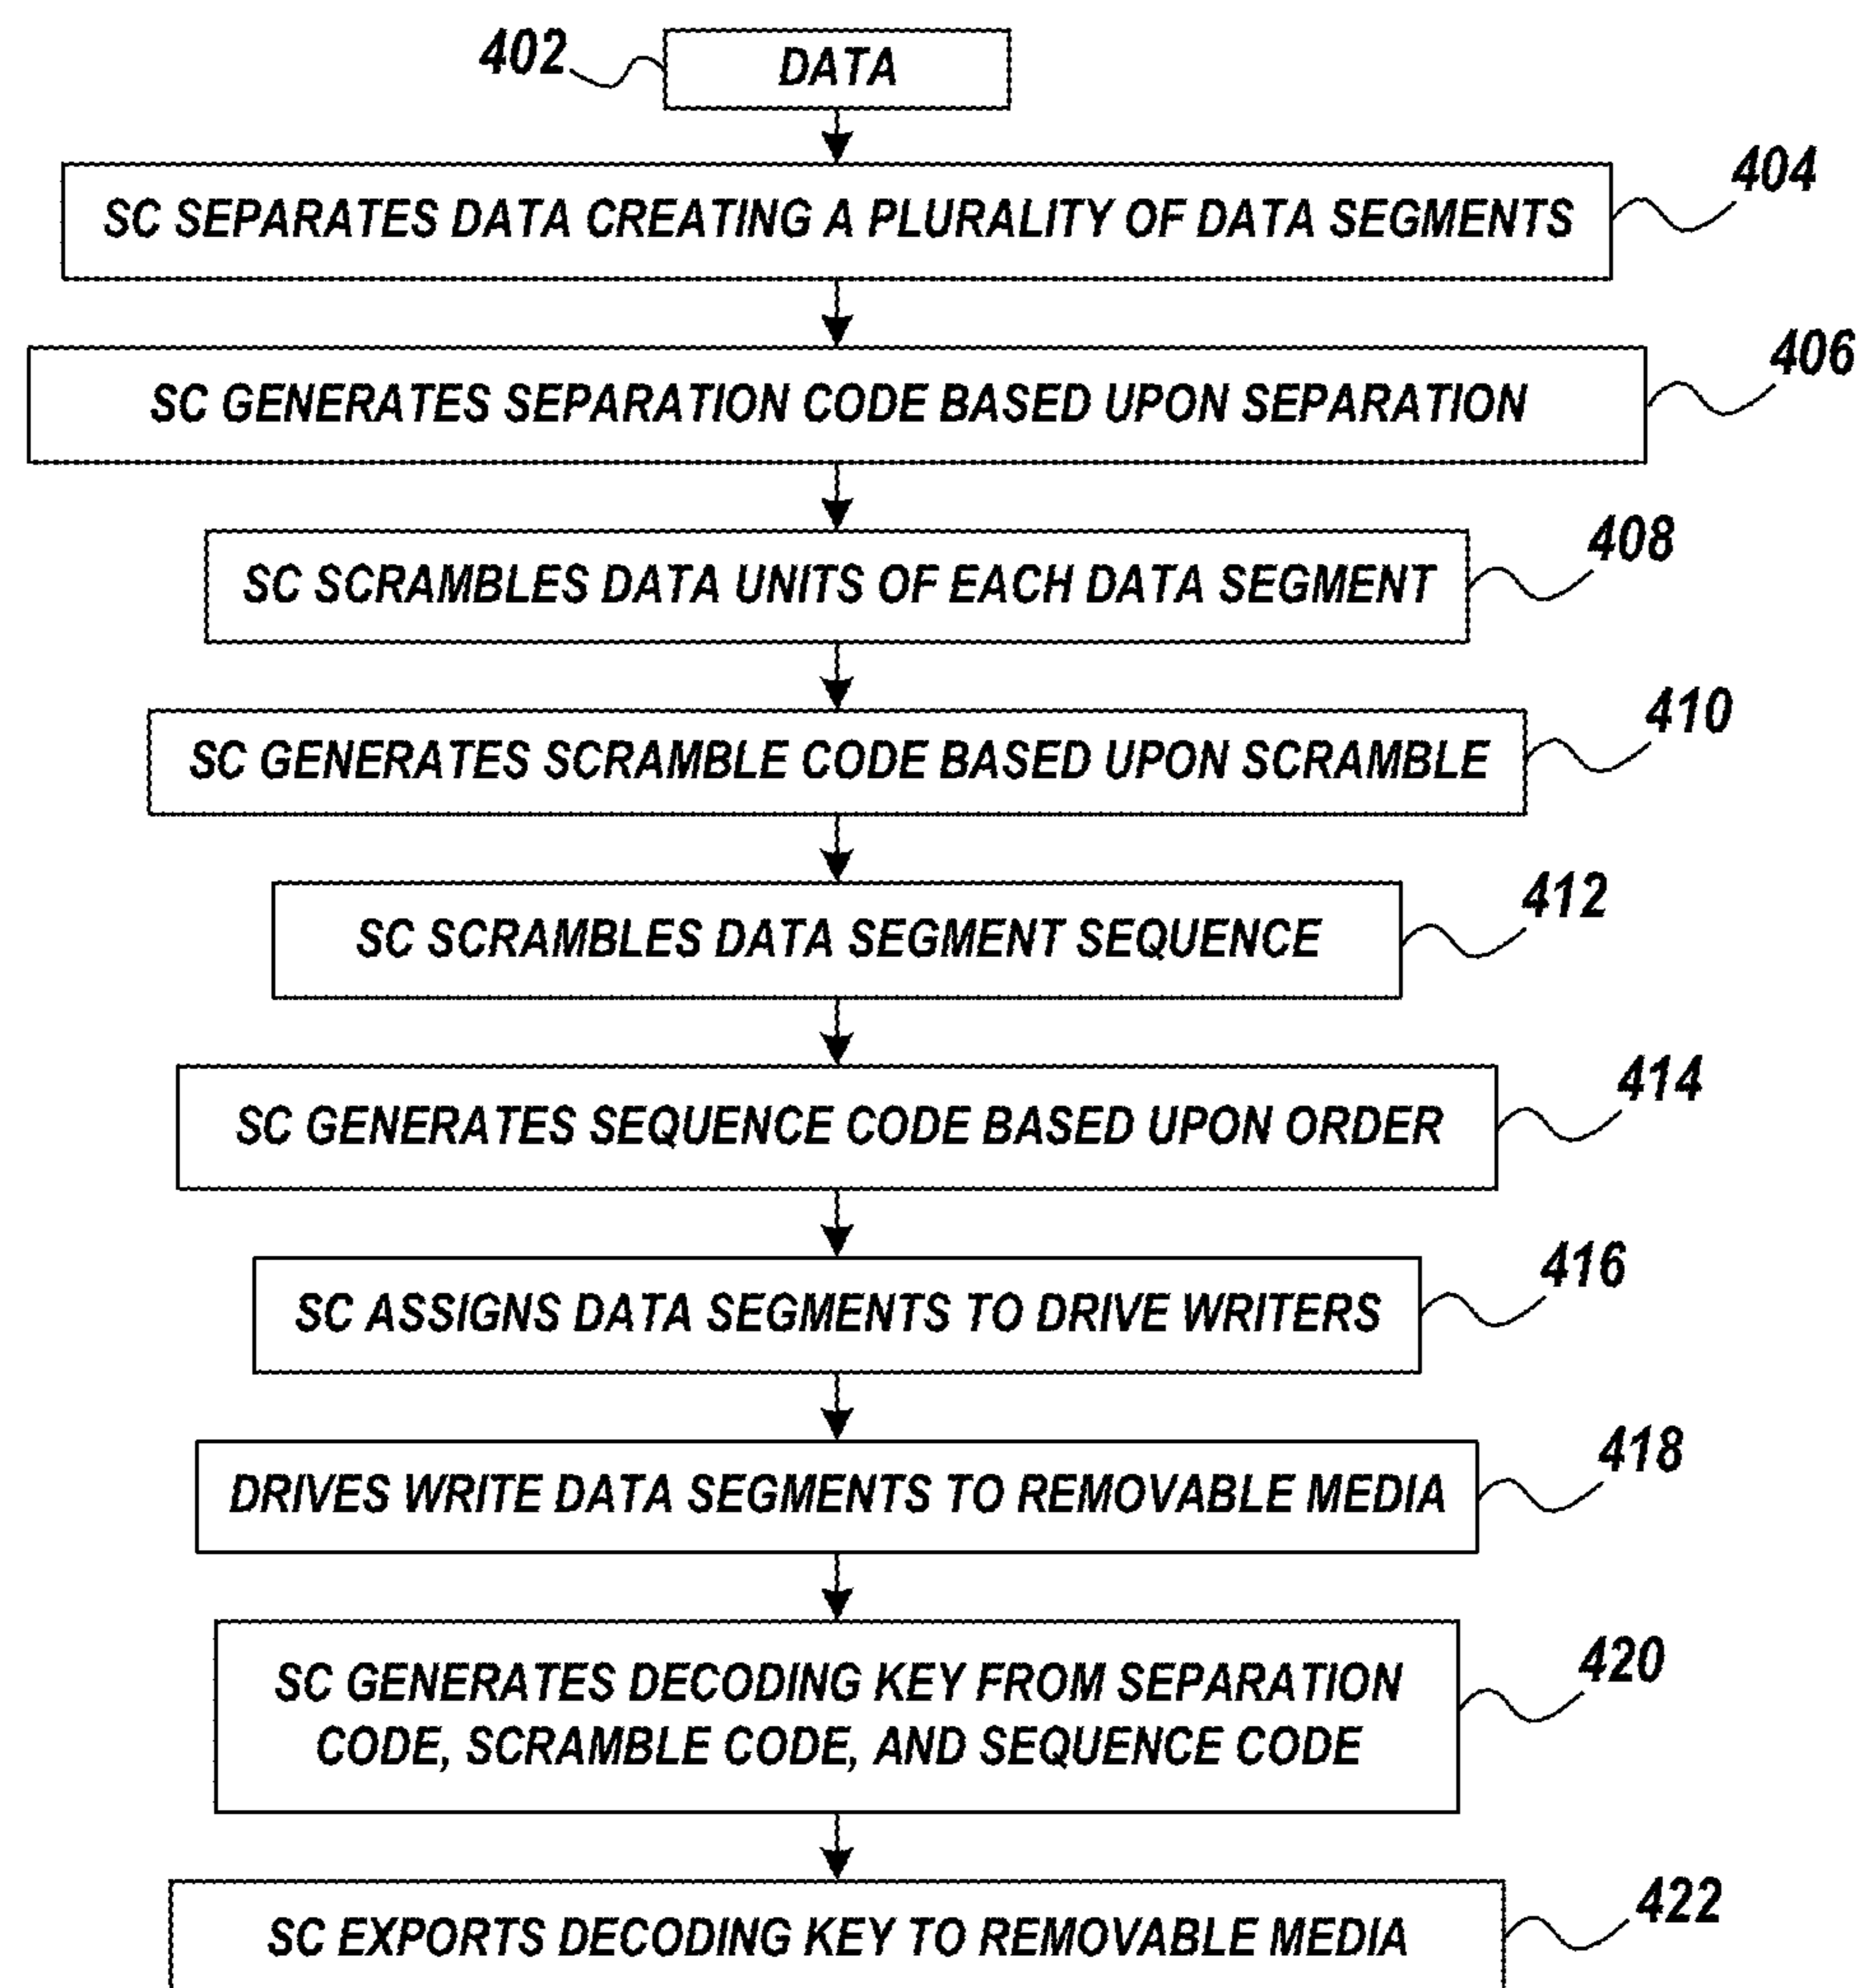 402
DATA
404
SC SEPARATES DATA CREATING A PLURALITY OF DATA SEGMENTS
406
SC GENERATES SEPARATION CODE BASED UPON SEPARATION
408
SC SCRAMBLES DATA UNITS OF EACH DATA SEGMENT
410
SC GENERATES SCRAMBLE CODE BASED UPON SCRAMBLE
412
SC SCRAMBLES DATA SEGMENT SEQUENCE
414
SC GENERATES SEQUENCE CODE BASED UPON ORDER
416
SC ASSIGNS DATA SEGMENTS TO DRIVE WRITERS
418
DRIVES WRITE DATA SEGMENTS TO REMOVABLE MEDIA
420
SC GENERATES DECODING KEY FROM SEPARATION
CODE, SCRAMBLE CODE, AND SEQUENCE CODE
422
SC EXPORTS DECODING KEY TO REMOVABLE MEDIA